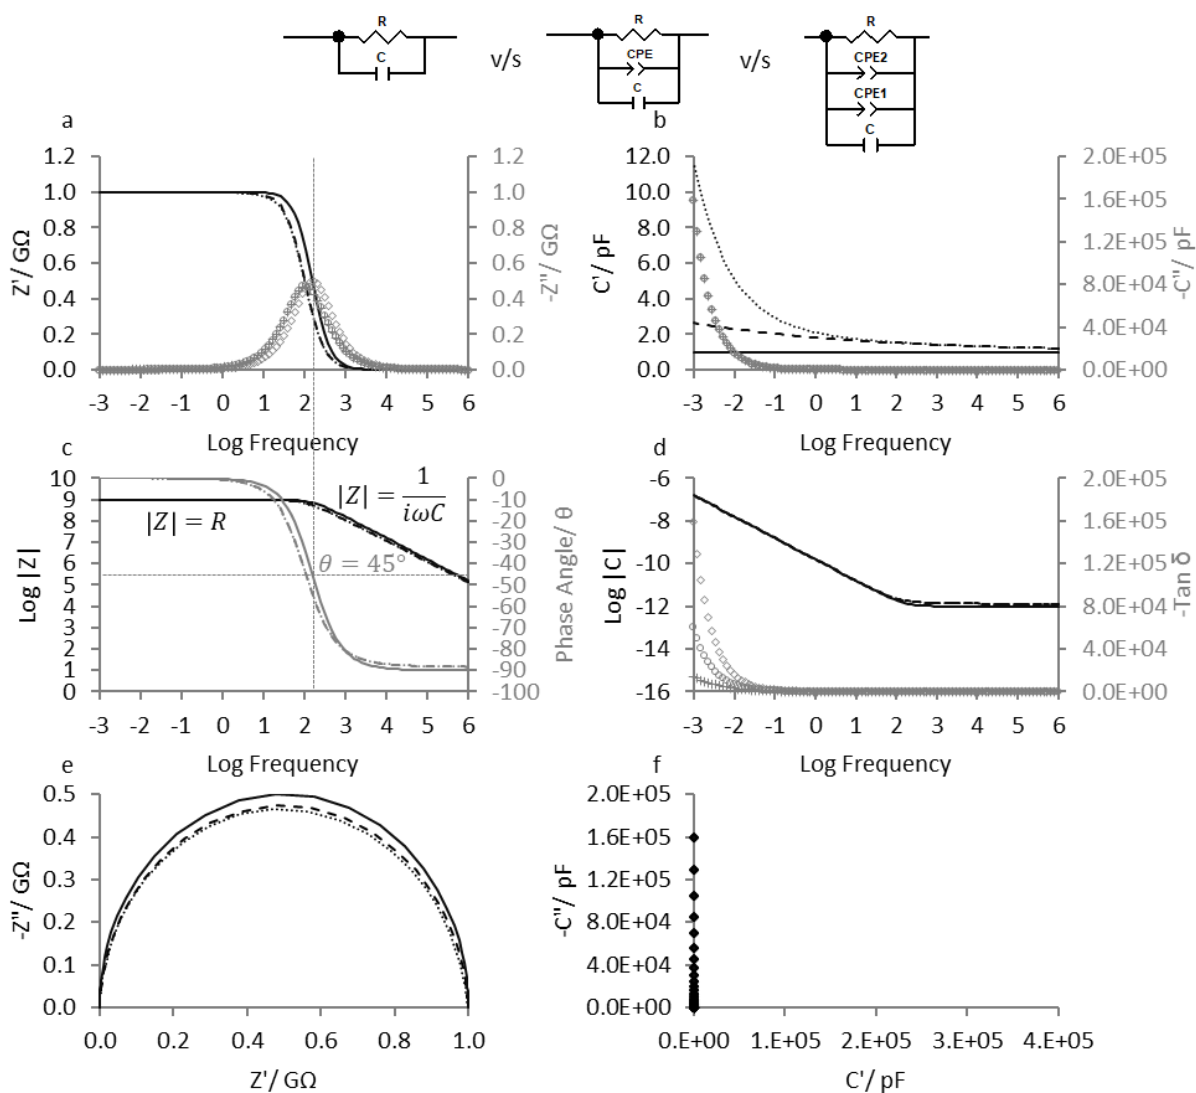 R
C
v/s
R
CPE
C
v/s
R
CPE2
CPE1
C
a
Z'/ GΩ
1.2
1.0
0.8
0.6
0.4
0.2
0.0
-3 -2 -1 0 1 2 3 4 5 6
Log Frequency
1.2
1.0
0.8
0.6
0.4
0.2
0.0
-Z''/ GΩ
b
C'/ pF
12.0
10.0
8.0
6.0
4.0
2.0
0.0
-3 -2 -1 0 1 2 3 4 5 6
Log Frequency
2.0E+05
1.6E+05
1.2E+05
8.0E+04
4.0E+04
0.0E+00
-C''/ pF
c
Log |Z|
10
9
8
7
6
5
4
3
2
1
0
|Z| = R
|Z| = 1/iωC
θ = 45°
-3 -2 -1 0 1 2 3 4 5 6
Log Frequency
0
-10
-20
-30
-40
-50
-60
-70
-80
-90
-100
Phase Angle/ θ
d
Log |C|
-6
-8
-10
-12
-14
-16
-3 -2 -1 0 1 2 3 4 5 6
Log Frequency
2.0E+05
1.6E+05
1.2E+05
8.0E+04
4.0E+04
0.0E+00
-Tan δ
e
-Z''/ GΩ
0.5
0.4
0.3
0.2
0.1
0.0
0.0 0.2 0.4 0.6 0.8 1.0
Z'/ GΩ
f
-C''/ pF
2.0E+05
1.6E+05
1.2E+05
8.0E+04
4.0E+04
0.0E+00
0.E+00 1.E+05 2.E+05 3.E+05 4.E+05
C'/ pF